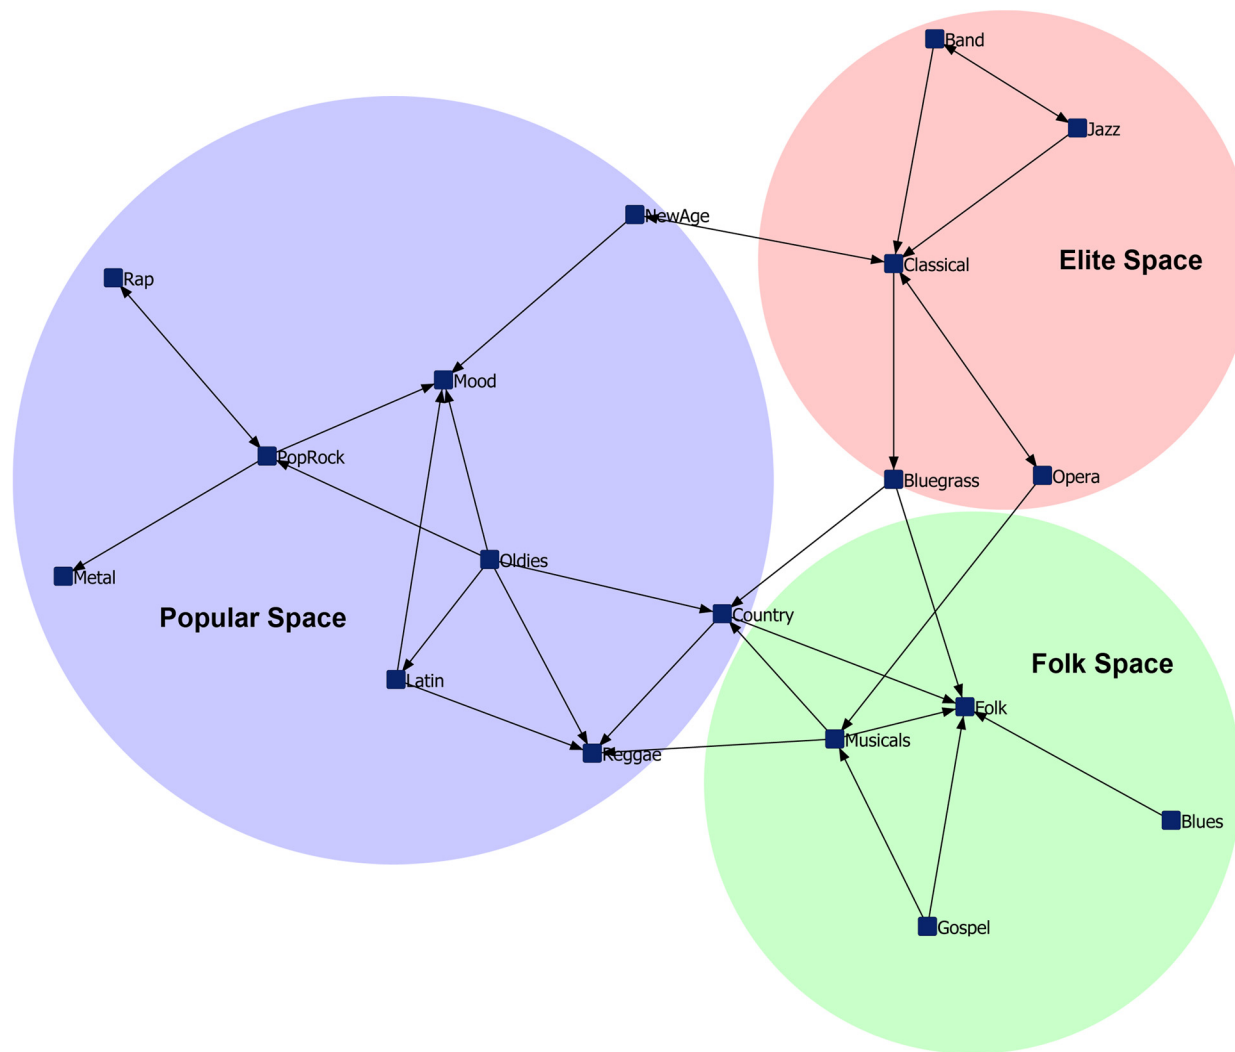 Band
Jazz
NewAge
Classical
Elite Space
Rap
Mood
PopRock
Bluegrass
Opera
Oldies
Metal
Popular Space
Country
Folk Space
Latin
Folk
Musicals
Reggae
Blues
Gospel